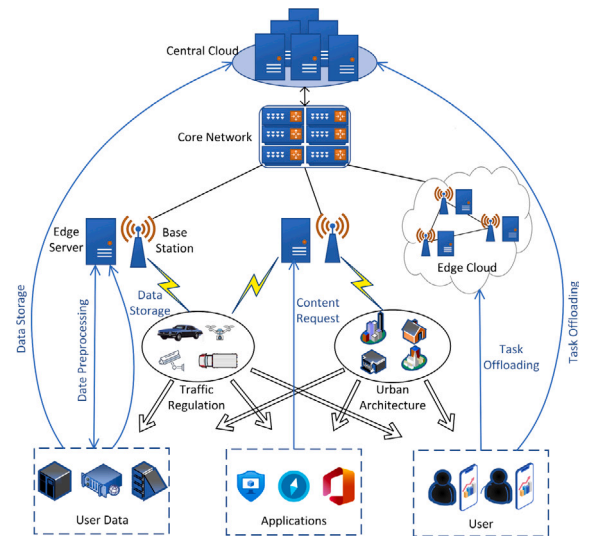 Central Cloud
Core Network
Edge
Server
Base
Station
Edge Cloud
Data
Storage
Content
Request
Data Storage
Date Preprocessing
Task
Offloading
Task Offloading
Traffic
Regulation
Urban
Architecture
User Data
Applications
User